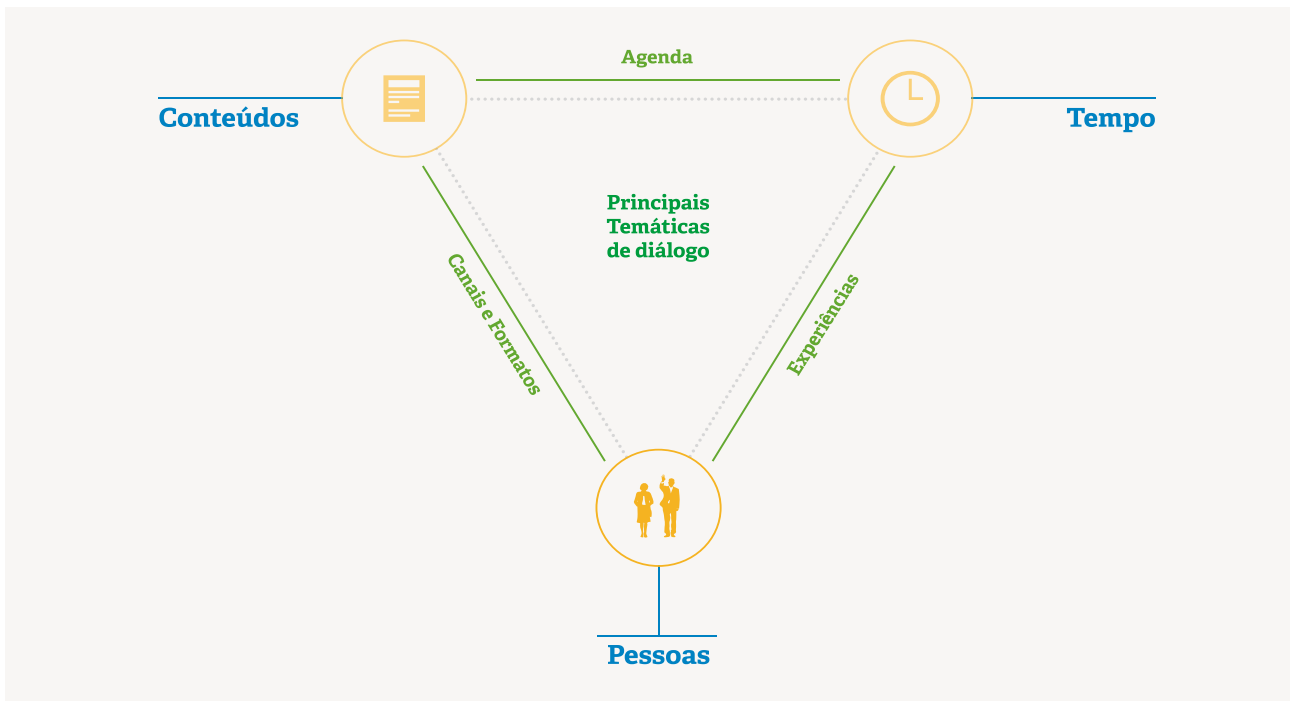 Agenda
Conteúdos
Tempo
Principais
Temáticas
de diálogo
Canais e Formatos
Experiências
Pessoas